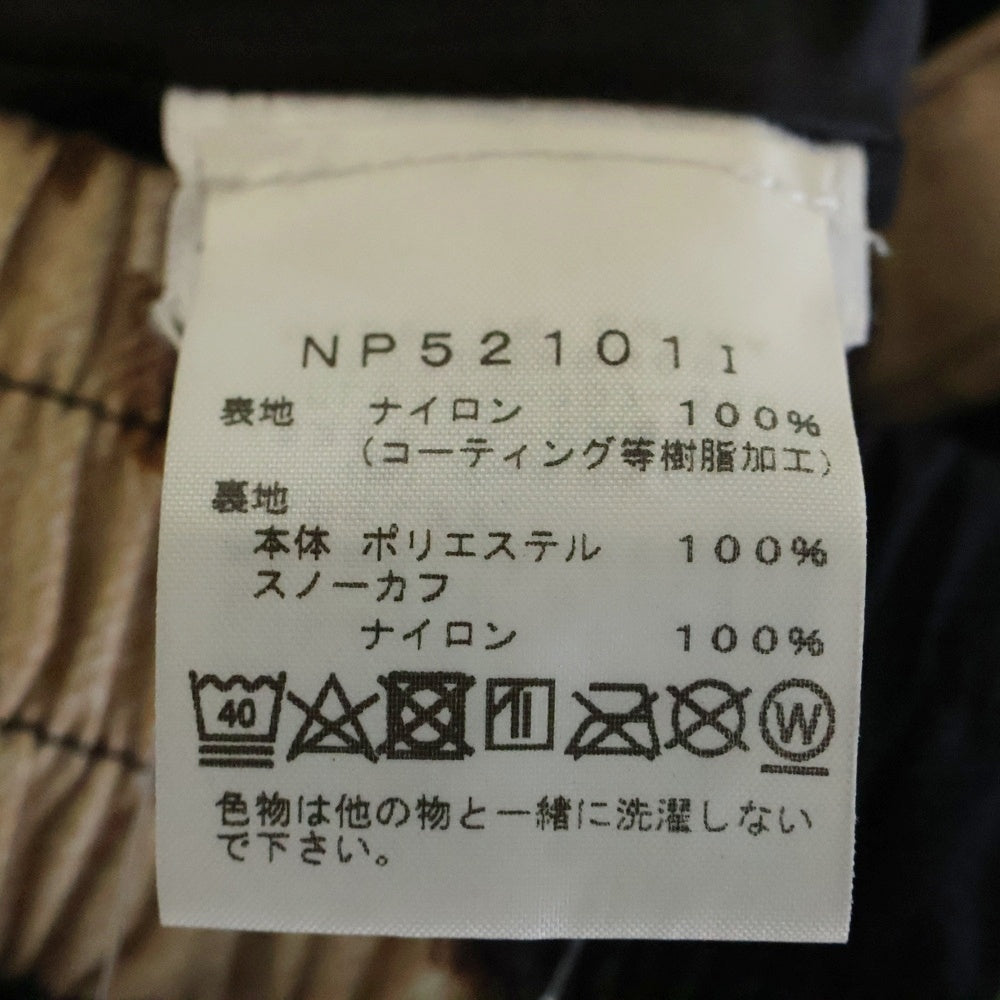 NP52101I
表地 ナイロン 100%
(コーティング等樹脂加工)
裏地
本体 ポリエステル 100%
スノーカフ
ナイロン 100%
40 W
色物は他の物と一緒に洗濯しない
で下さい。